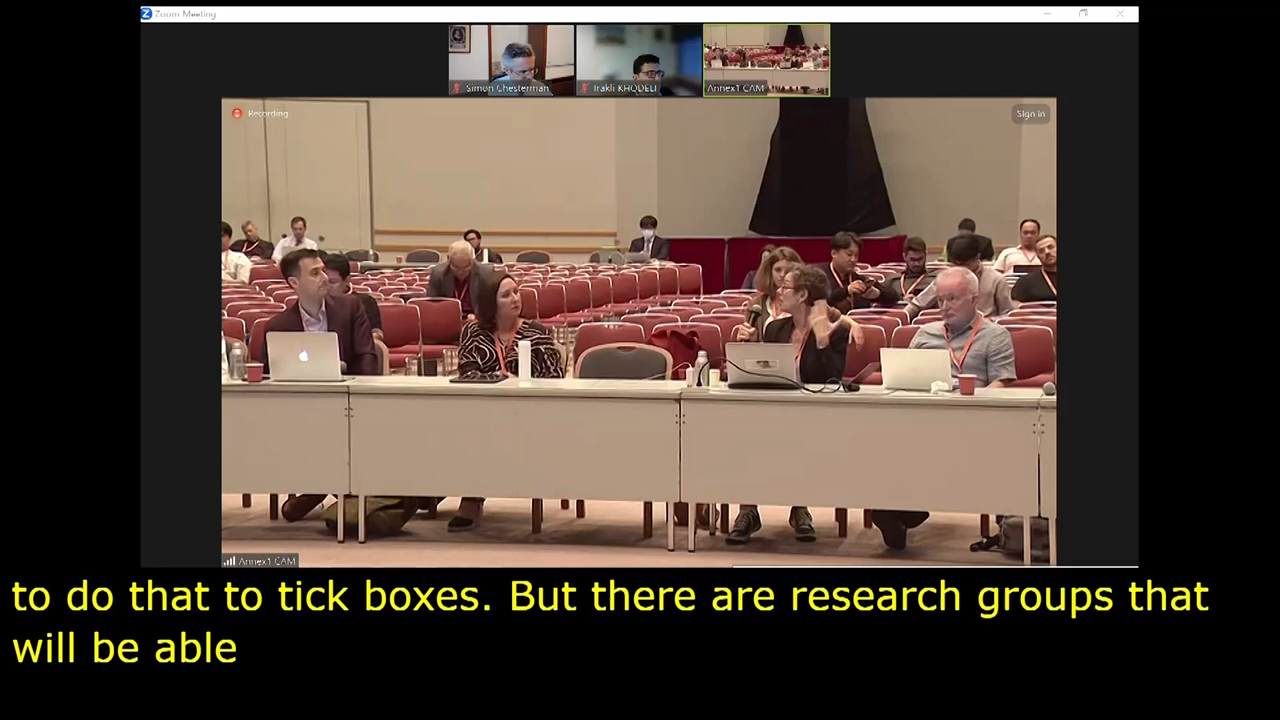 Zoom Meeting
Simon Chesterman
Irakli KHODELI
Annex1 CAM
Recording
Sign in
Annex1 CAM
to do that to tick boxes. But there are research groups that
will be able